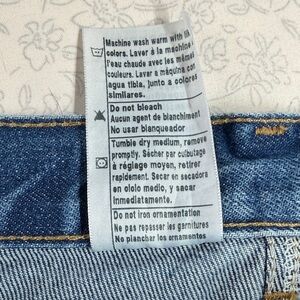 Machine wash warm with
colors. Lavar à la machine
l'eau chaude avec les mêmes
couleurs. Lavar a máquina con
agua tibia, junto a colores
similares.
Do not bleach
Aucun agent de blanchiment
No usar blanqueador
Tumble dry medium, remove
promptly. Sécher par culbutage
à réglage moyen, retirer
rapidement. Secar en secadora
en ciclo medio, y sacar
inmediatamente.
Do not iron ornamentation
Ne pas repasser les garnitures
No planchar los ornamentos